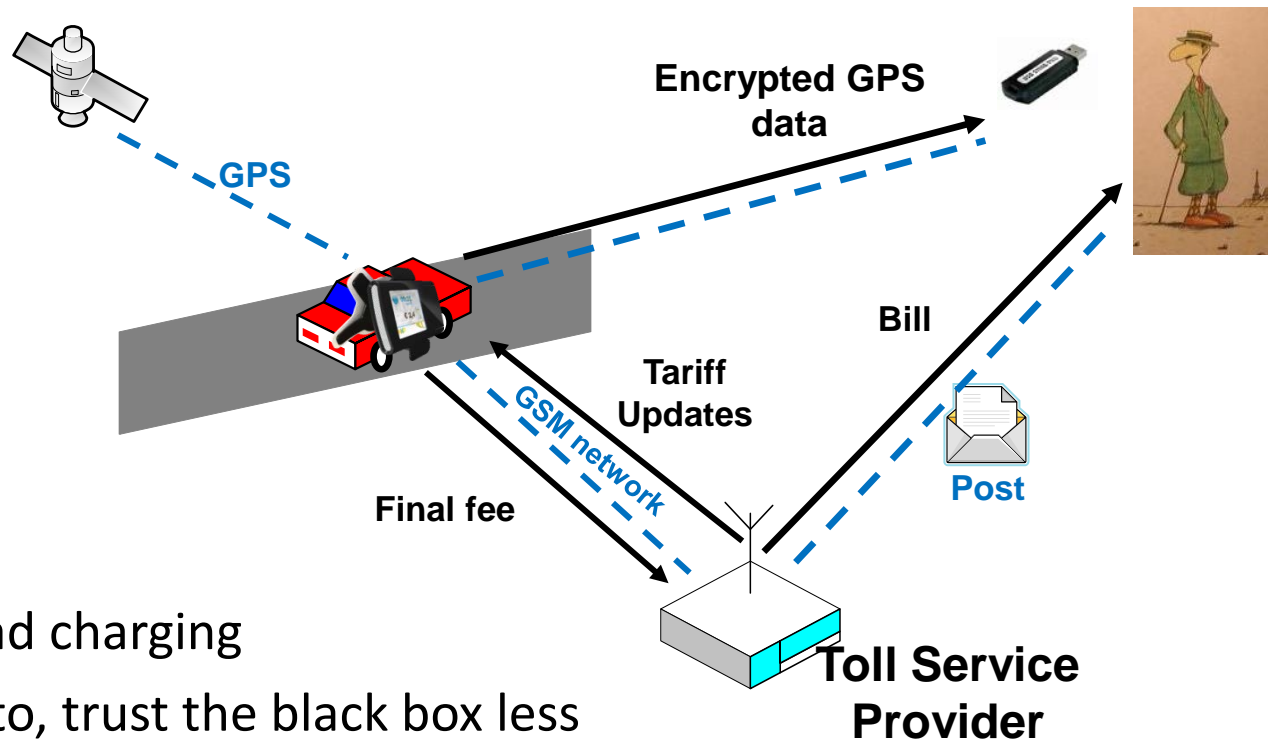 Encrypted GPS
data
GPS
Bill
Tariff
Updates
GSM network
Post
Final fee
nd charging
Toll Service
Provider
to, trust the black box less